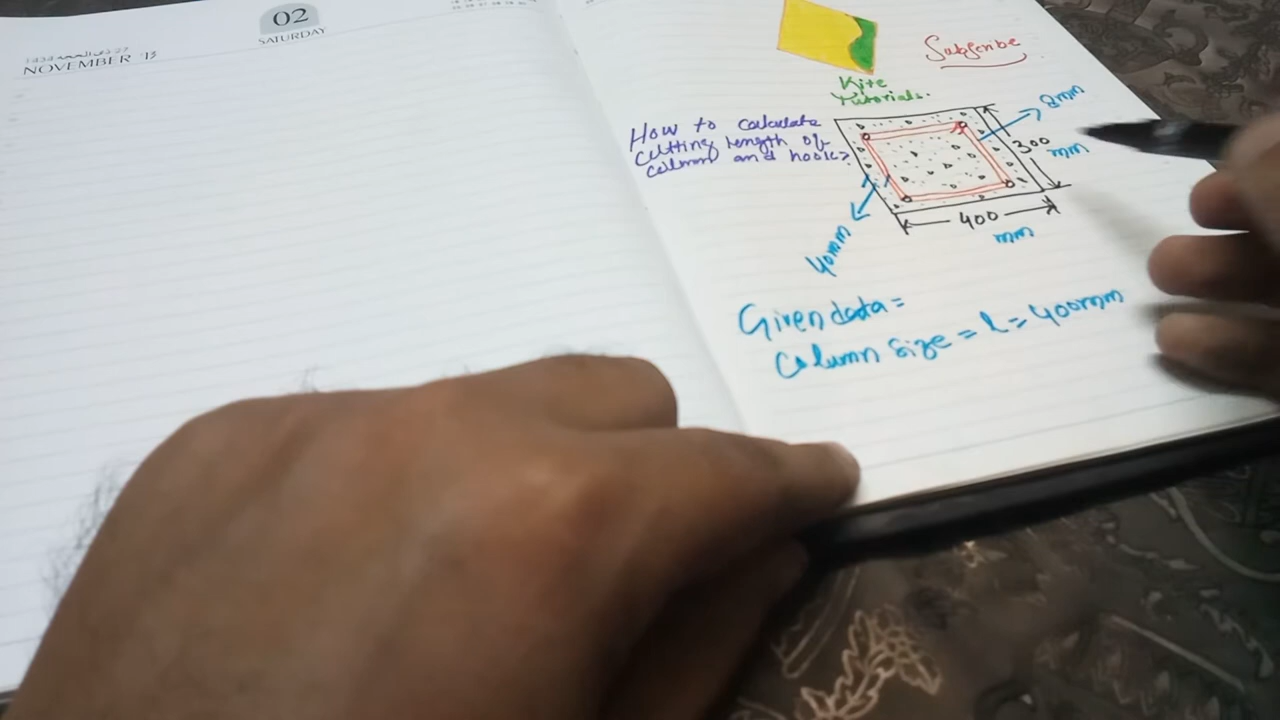 02
SATURDAY
NOVEMBER '13
Subscribe
Kite
Tutorials.
How to calculate
Cutting length of
column and hooks>
8mm
300
mm
400
mm
40mm
Given data=
Column size = l = 400mm